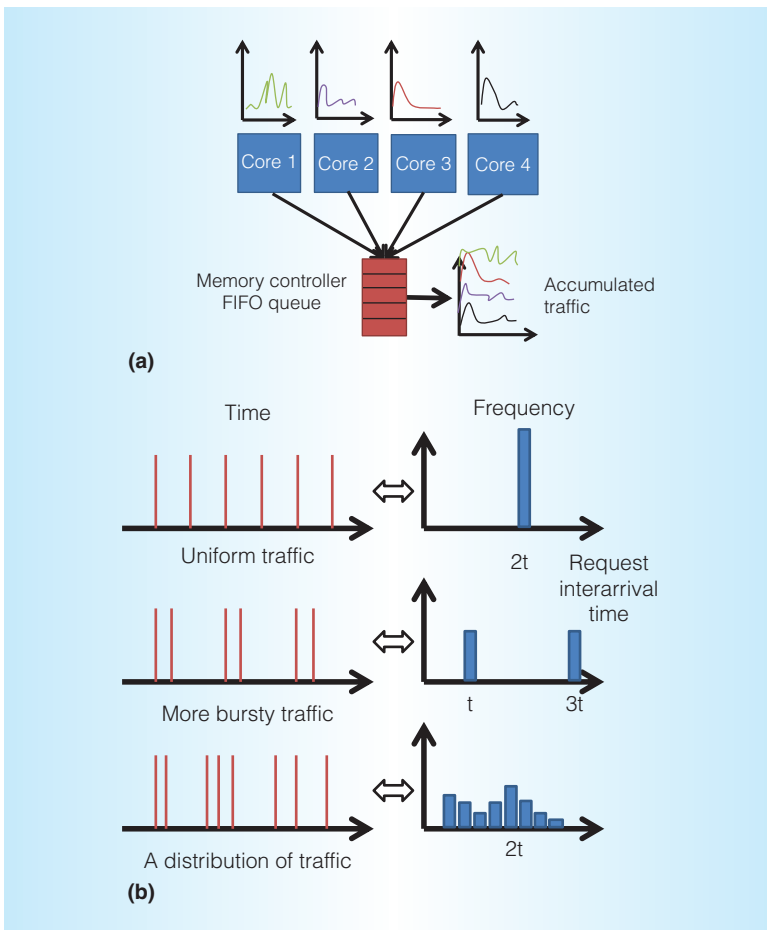 Core 1
Core 2
Core 3
Core 4
Memory controller
FIFO queue
Accumulated
traffic
(a)
Time
Frequency
Uniform traffic
2t
Request
interarrival
time
More bursty traffic
t
3t
A distribution of traffic
2t
(b)